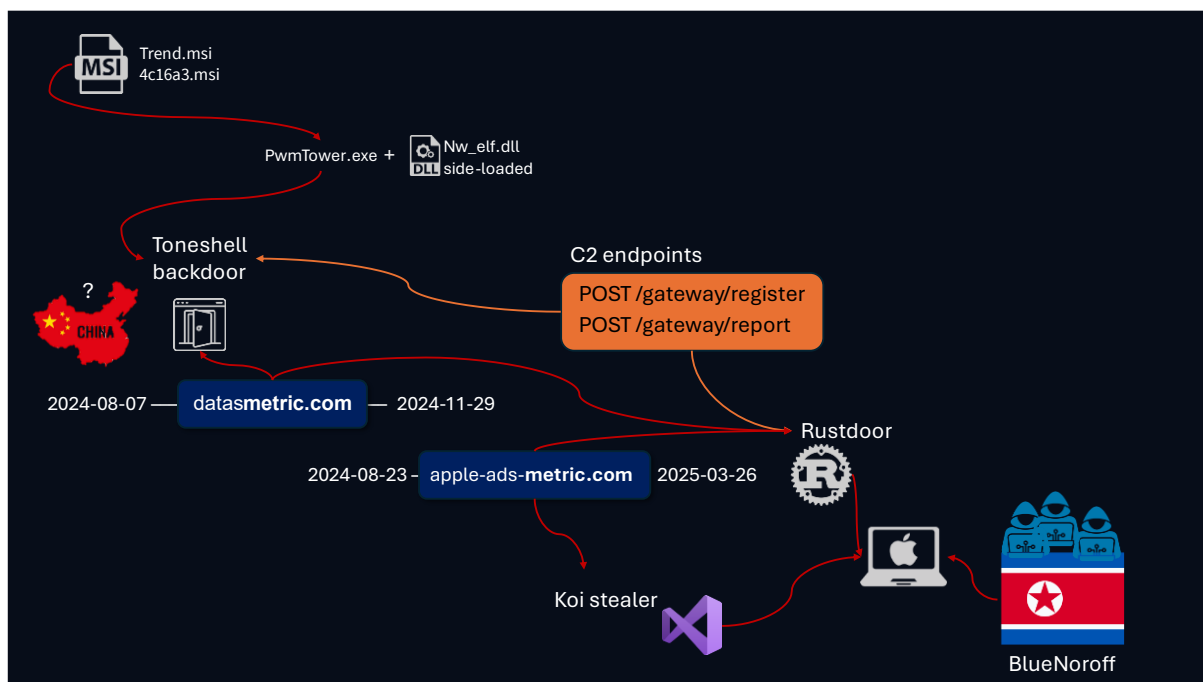 MSI
Trend.msi
4c16a3.msi
PwmTower.exe +
DLL
Nw_elf.dll
side-loaded
Toneshell
backdoor
?
CHINA
C2 endpoints
POST /gateway/register
POST /gateway/report
2024-08-07
datasmetric.com
2024-11-29
Rustdoor
R
2024-08-23
apple-ads-metric.com
2025-03-26
Koi stealer
BlueNoroff